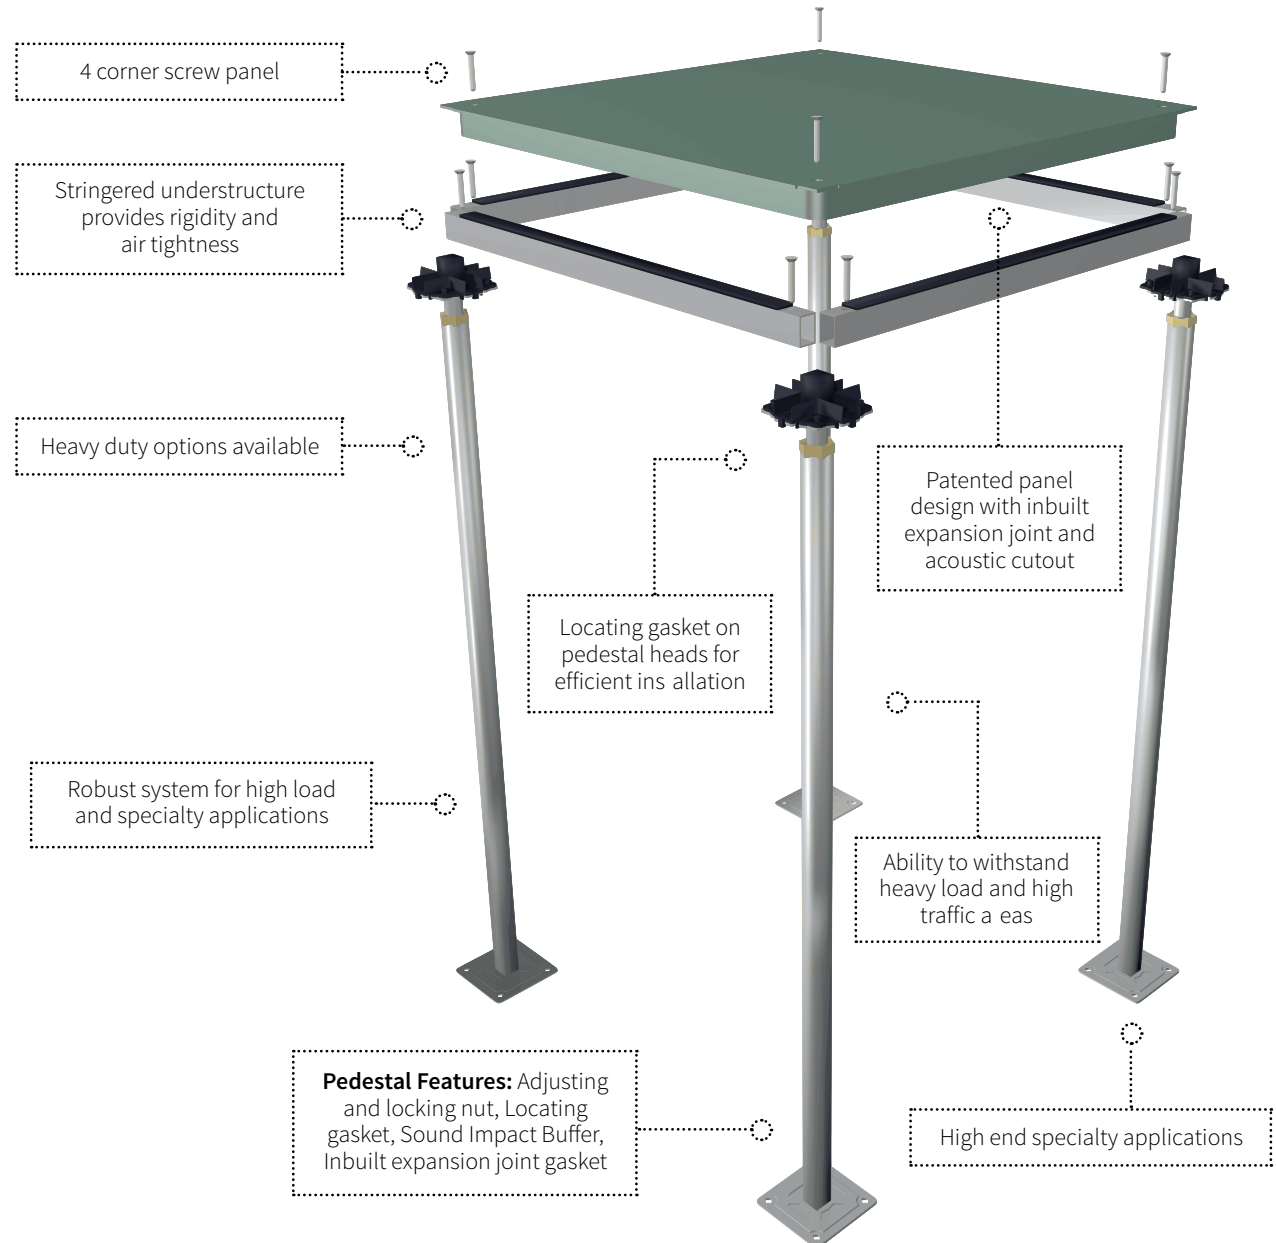 4 corner screw panel
Stringered understructure
provides rigidity and
air tightness
Heavy duty options available
Patented panel
design with inbuilt
expansion joint and
acoustic cutout
Locating gasket on
pedestal heads for
efficient ins allation
Robust system for high load
and specialty applications
Ability to withstand
heavy load and high
traffic a eas
Pedestal Features: Adjusting
and locking nut, Locating
gasket, Sound Impact Buffer,
Inbuilt expansion joint gasket
High end specialty applications